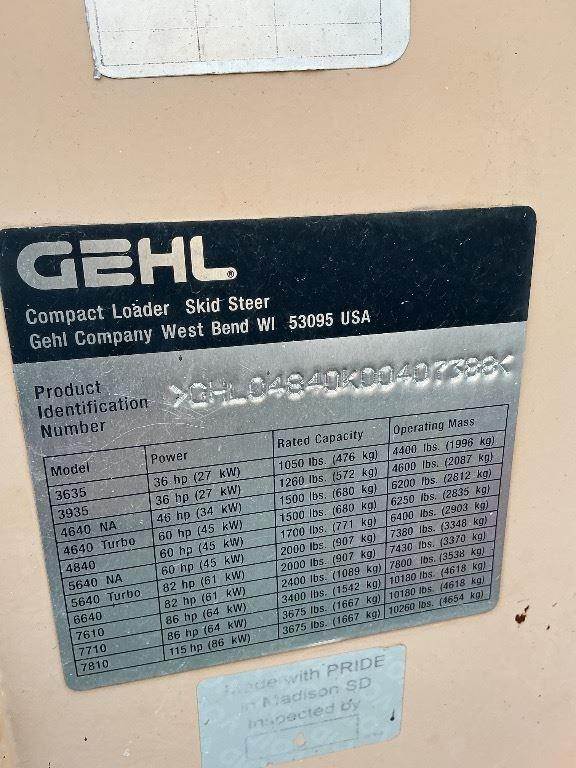 GEHL®
Compact Loader Skid Steer
Gehl Company West Bend WI 53095 USA
Product
Identification
Number
>GHL04840K00407388<
Model Power Rated Capacity Operating Mass
3635 36 hp (27 kW) 1050 lbs. (476 kg) 4400 lbs. (1996 kg)
3935 36 hp (27 kW) 1260 lbs. (572 kg) 4600 lbs. (2087 kg)
4640 NA 46 hp (34 kW) 1500 lbs. (680 kg) 6200 lbs. (2812 kg)
4640 Turbo 60 hp (45 kW) 1500 lbs. (680 kg) 6250 lbs. (2835 kg)
4840 60 hp (45 kW) 1700 lbs. (771 kg) 6400 lbs. (2903 kg)
5640 NA 60 hp (45 kW) 2000 lbs. (907 kg) 7380 lbs. (3348 kg)
5640 Turbo 82 hp (61 kW) 2000 lbs. (907 kg) 7430 lbs. (3370 kg)
6640 82 hp (61 kW) 2400 lbs. (1089 kg) 7800 lbs. (3538 kg)
7610 86 hp (64 kW) 3400 lbs. (1542 kg) 10180 lbs. (4618 kg)
7710 86 hp (64 kW) 3675 lbs. (1667 kg) 10180 lbs. (4618 kg)
7810 115 hp (86 kW) 3675 lbs. (1667 kg) 10260 lbs. (4654 kg)
Made with PRIDE
in Madison SD
Inspected by